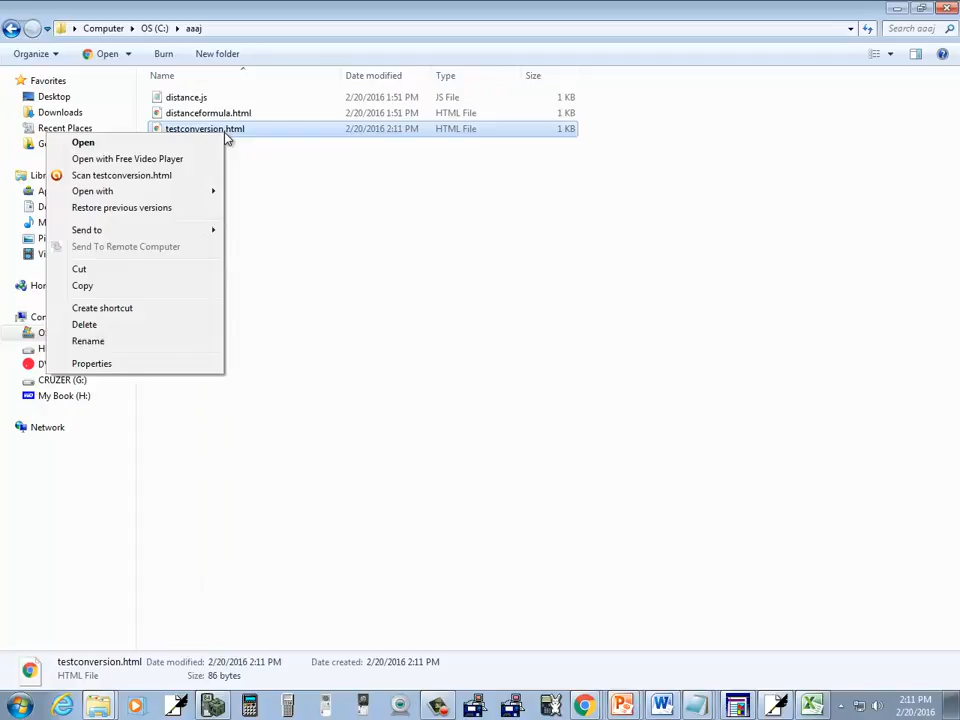 Computer ▸ OS (C:) ▸ aaaj
Search aaaj
Organize
Open
Burn
New folder
Name
Date modified
Type
Size
Favorites
Desktop
Downloads
Recent Places
distance.js 2/20/2016 1:51 PM JS File 1 KB
distanceformula.html 2/20/2016 1:51 PM HTML File 1 KB
testconversion.html 2/20/2016 2:11 PM HTML File 1 KB
Open
Open with Free Video Player
Scan testconversion.html
Open with
Restore previous versions
Send to
Send To Remote Computer
Cut
Copy
Create shortcut
Delete
Rename
Properties
CRUZER (G:)
My Book (H:)
Network
testconversion.html Date modified: 2/20/2016 2:11 PM Date created: 2/20/2016 2:11 PM
HTML File Size: 86 bytes
2:11 PM
2/20/2016